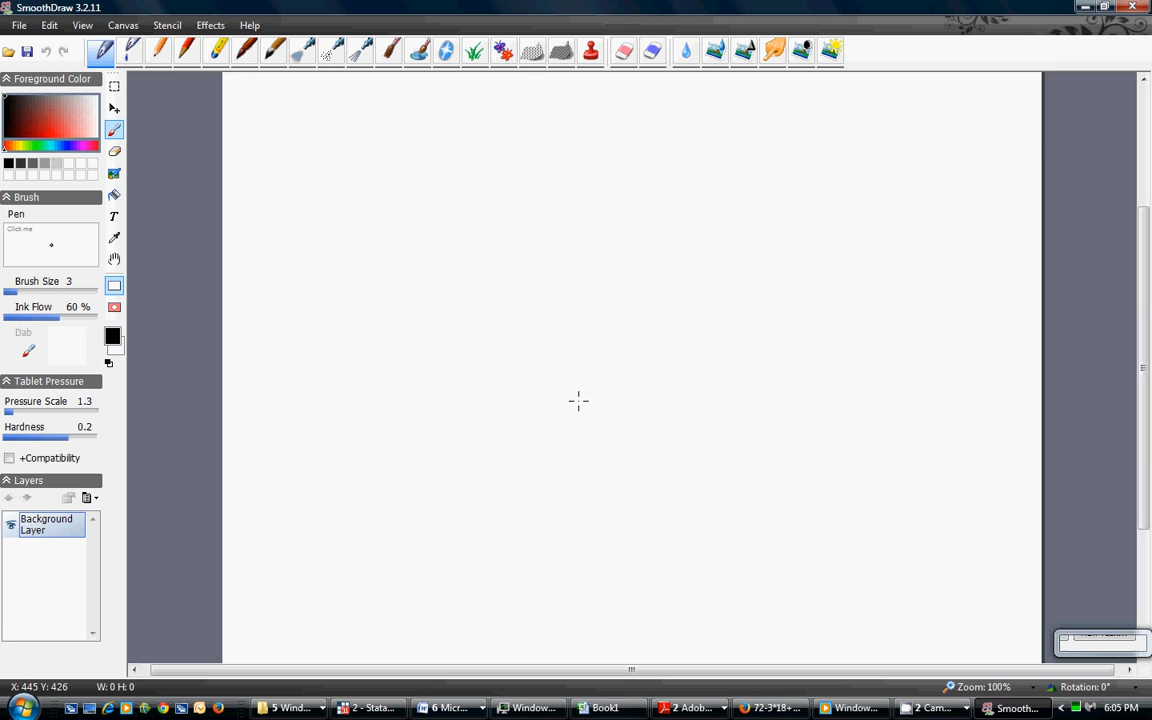 SmoothDraw 3.2.11
File Edit View Canvas Stencil Effects Help
Foreground Color
Brush
Pen
Click me
Brush Size 3
Ink Flow 60 %
Dab
Tablet Pressure
Pressure Scale 1.3
Hardness 0.2
+Compatibility
Layers
Background
Layer
T
X: 445 Y: 426 W: 0 H: 0 Zoom: 100% Rotation: 0°
5 Wind... 2 - Stata... 6 Micr... Window... Book1 2 Adob... 72-3*18+... Window... 2 Cam... Smooth... 6:05 PM